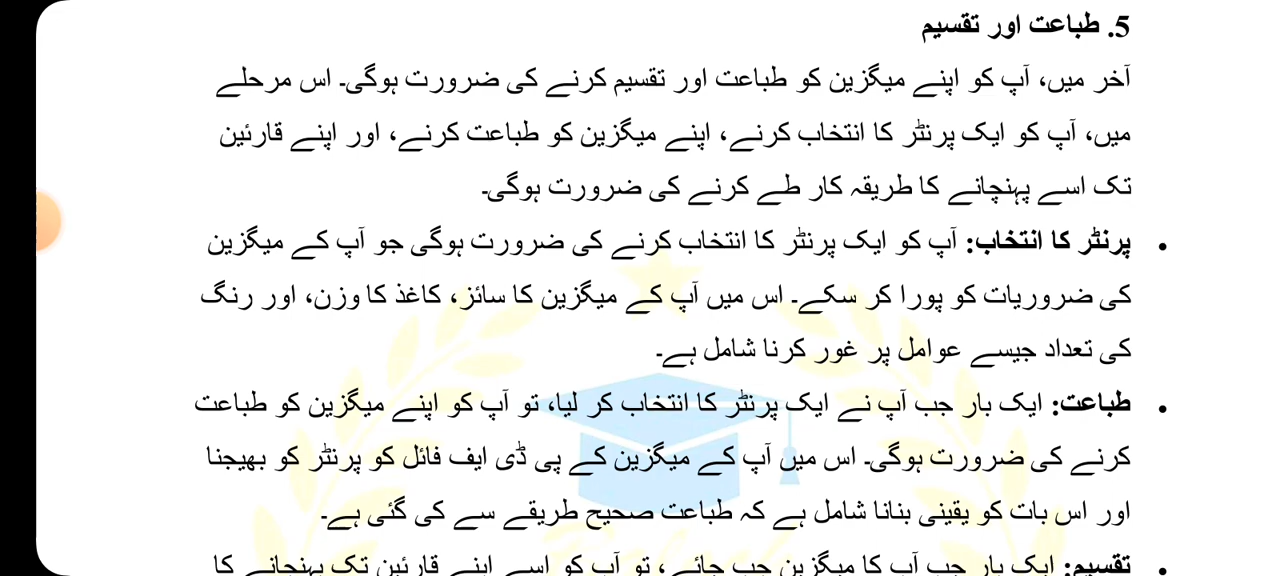 5. طباعت اور تقسیم
آخر میں، آپ کو اپنے میگزین کو طباعت اور تقسیم کرنے کی ضرورت ہوگی۔ اس مرحلے
میں، آپ کو ایک پرنٹر کا انتخاب کرنے، اپنے میگزین کو طباعت کرنے، اور اپنے قارئین
تک اسے پہنچانے کا طریقہ کار طے کرنے کی ضرورت ہوگی۔
• پرنٹر کا انتخاب: آپ کو ایک پرنٹر کا انتخاب کرنے کی ضرورت ہوگی جو آپ کے میگزین
کی ضروریات کو پورا کر سکے۔ اس میں آپ کے میگزین کا سائز، کاغذ کا وزن، اور رنگ
کی تعداد جیسے عوامل پر غور کرنا شامل ہے۔
• طباعت: ایک بار جب آپ نے ایک پرنٹر کا انتخاب کر لیا، تو آپ کو اپنے میگزین کو طباعت
کرنے کی ضرورت ہوگی۔ اس میں آپ کے میگزین کے پی ڈی ایف فائل کو پرنٹر کو بھیجنا
اور اس بات کو یقینی بنانا شامل ہے کہ طباعت صحیح طریقے سے کی گئی ہے۔
• تقسیم: ایک بار جب آپ کا میگزین چھپ جائے، تو آپ کو اسے اپنے قارئین تک پہنچانے کا